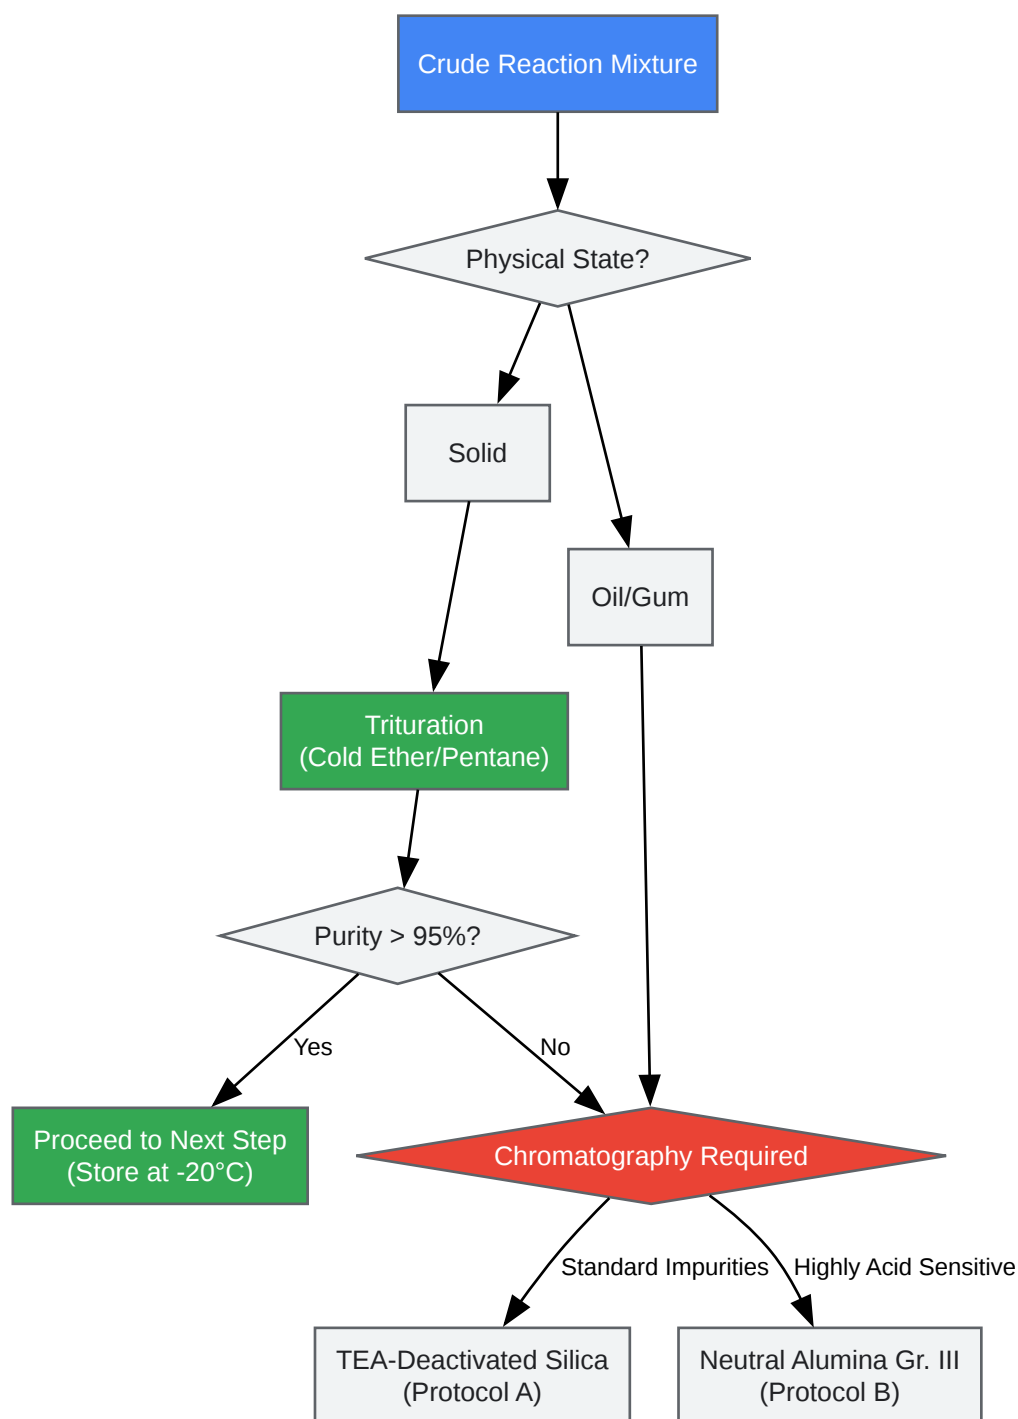 Crude Reaction Mixture
Physical State?
Solid
Oil/Gum
Trituration
(Cold Ether/Pentane)
Purity > 95%?
Yes
No
Proceed to Next Step
(Store at -20°C)
Chromatography Required
Standard Impurities
Highly Acid Sensitive
TEA-Deactivated Silica
(Protocol A)
Neutral Alumina Gr. III
(Protocol B)